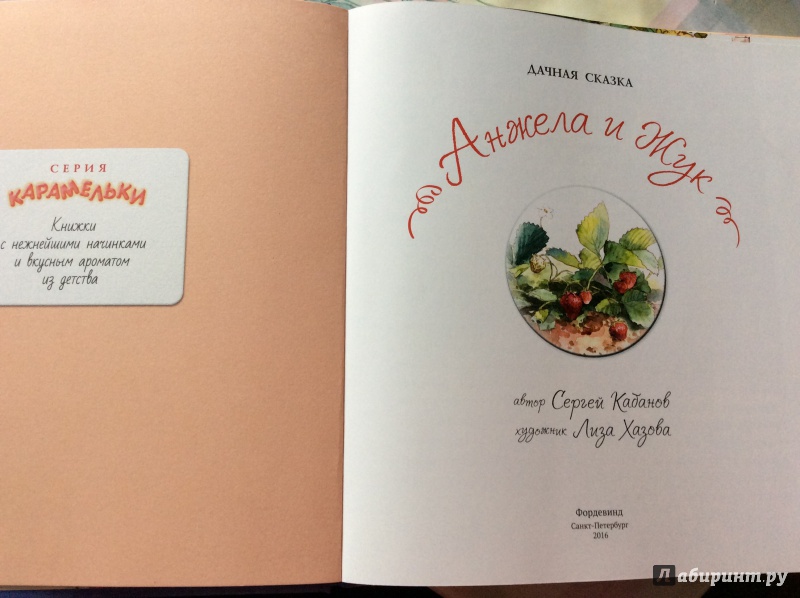 СЕРИЯ
КАРАМЕЛЬКИ
Книжки
с нежнейшими начинками
и вкусным ароматом
из детства
ДАЧНАЯ СКАЗКА
Анжела и Жук
автор Сергей Кабанов
художник Лиза Хазова
Фордевинд
Санкт-Петербург
2016
Лабиринт.ру